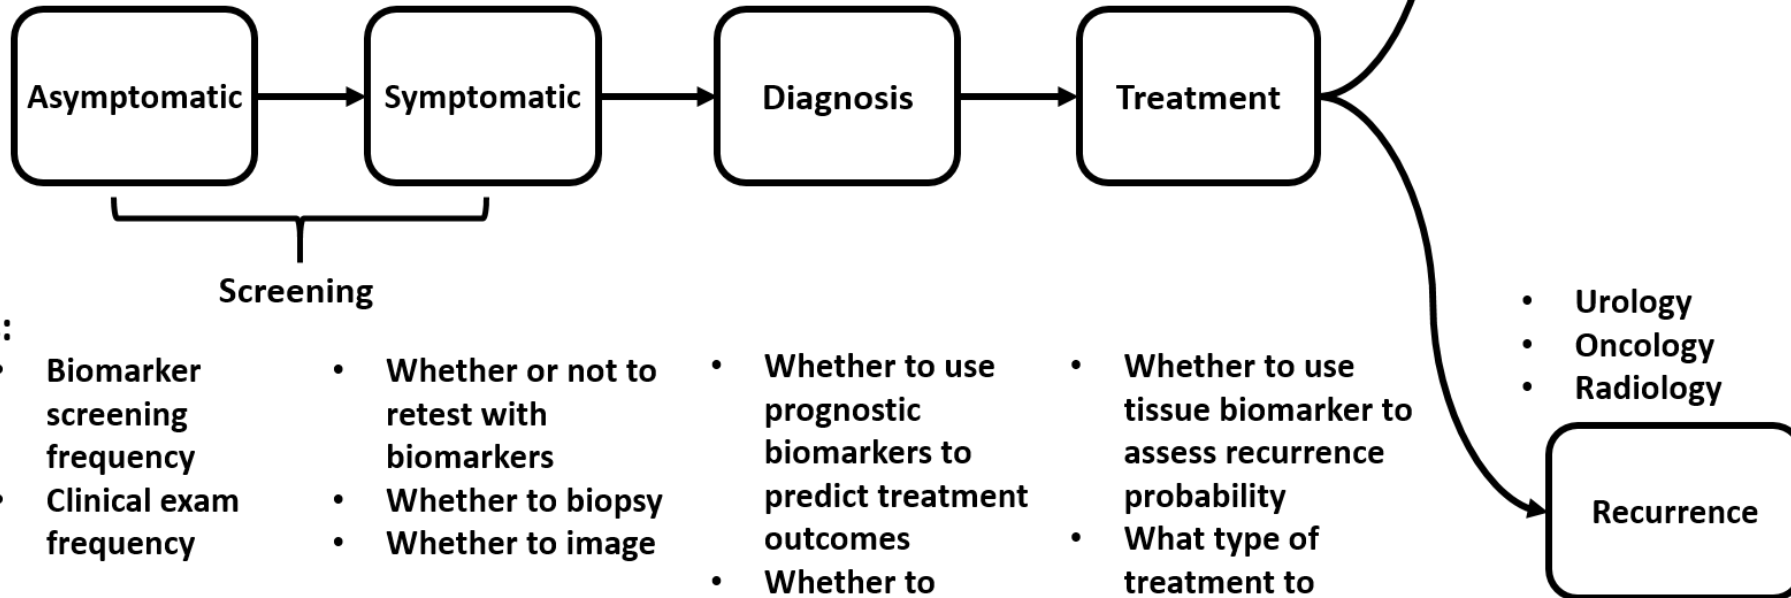 Asymptomatic
Symptomatic
Diagnosis
Treatment
Screening
:
• Biomarker
screening
frequency
• Clinical exam
frequency
• Whether or not to
retest with
biomarkers
• Whether to biopsy
• Whether to image
• Whether to use
prognostic
biomarkers to
predict treatment
outcomes
• Whether to
• Whether to use
tissue biomarker to
assess recurrence
probability
• What type of
treatment to
• Urology
• Oncology
• Radiology
Recurrence